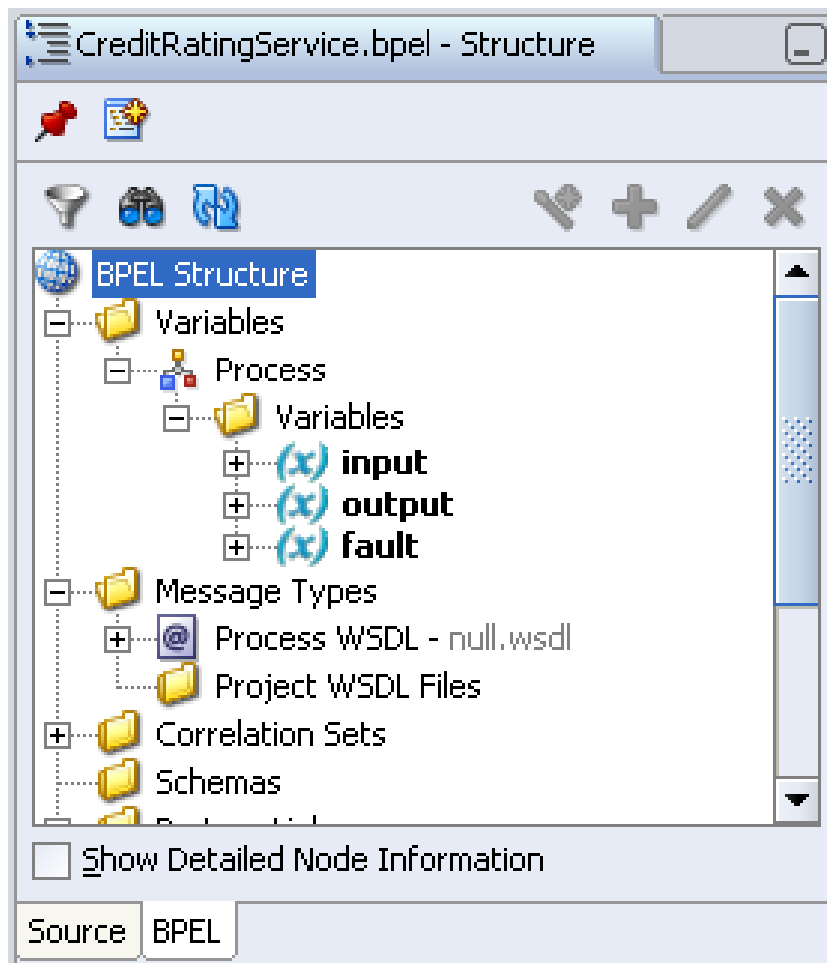 CreditRatingService.bpel - Structure
BPEL Structure
Variables
Process
Variables
(x) input
(x) output
(x) fault
Message Types
@ Process WSDL - null.wsdl
Project WSDL Files
Correlation Sets
Schemas
Show Detailed Node Information
Source BPEL